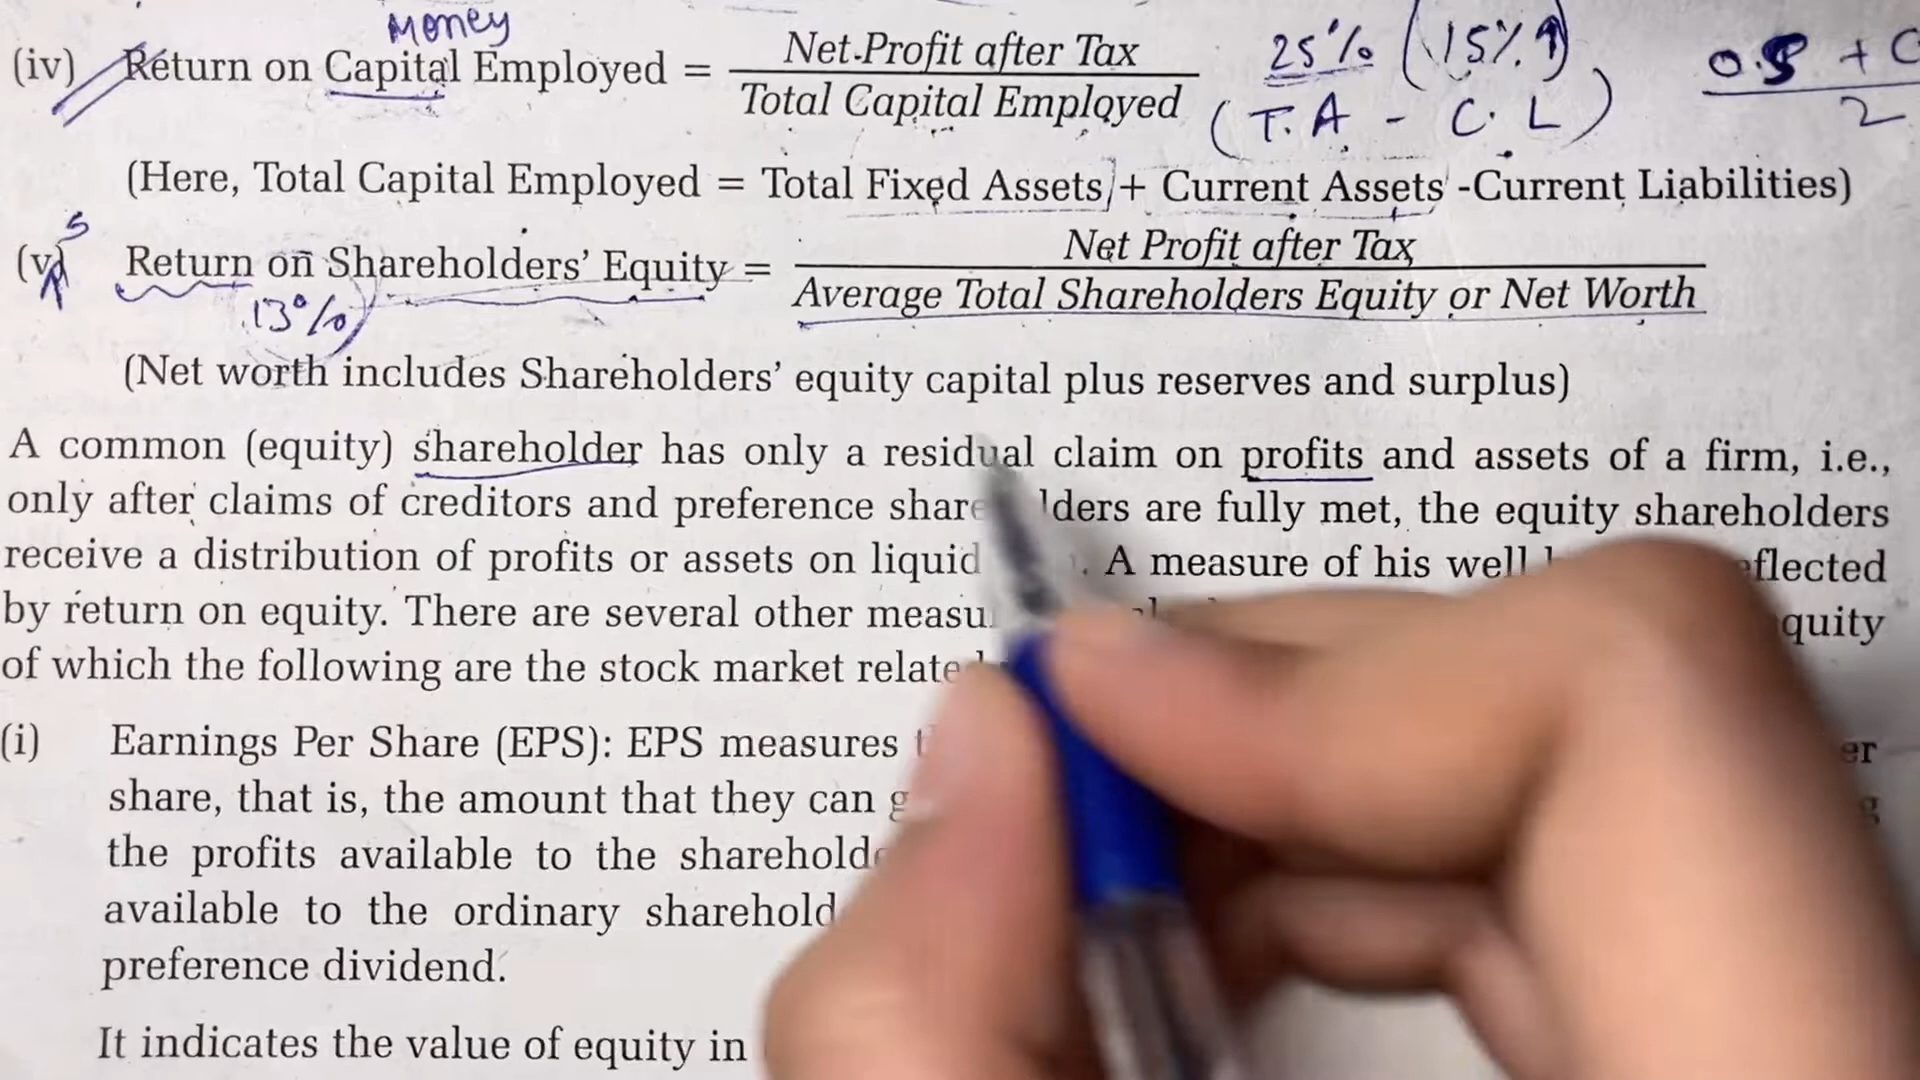 Money
(iv) Return on Capital Employed = Net Profit after Tax / Total Capital Employed 25% (15%↑)
(T.A - C.L) 2
(Here, Total Capital Employed = Total Fixed Assets + Current Assets -Current Liabilities)
(v) Return on Shareholders' Equity = Net Profit after Tax / Average Total Shareholders Equity or Net Worth
13%
(Net worth includes Shareholders' equity capital plus reserves and surplus)
A common (equity) shareholder has only a residual claim on profits and assets of a firm, i.e.,
only after claims of creditors and preference lders are fully met, the equity shareholders
receive a distribution of profits or assets on liquid . A measure of his well flected
by return on equity. There are several other measu quity
of which the following are the stock market related
(i) Earnings Per Share (EPS): EPS measures er
share, that is, the amount that they can
the profits available to the shareholde
available to the ordinary sharehold
preference dividend.
It indicates the value of equity in